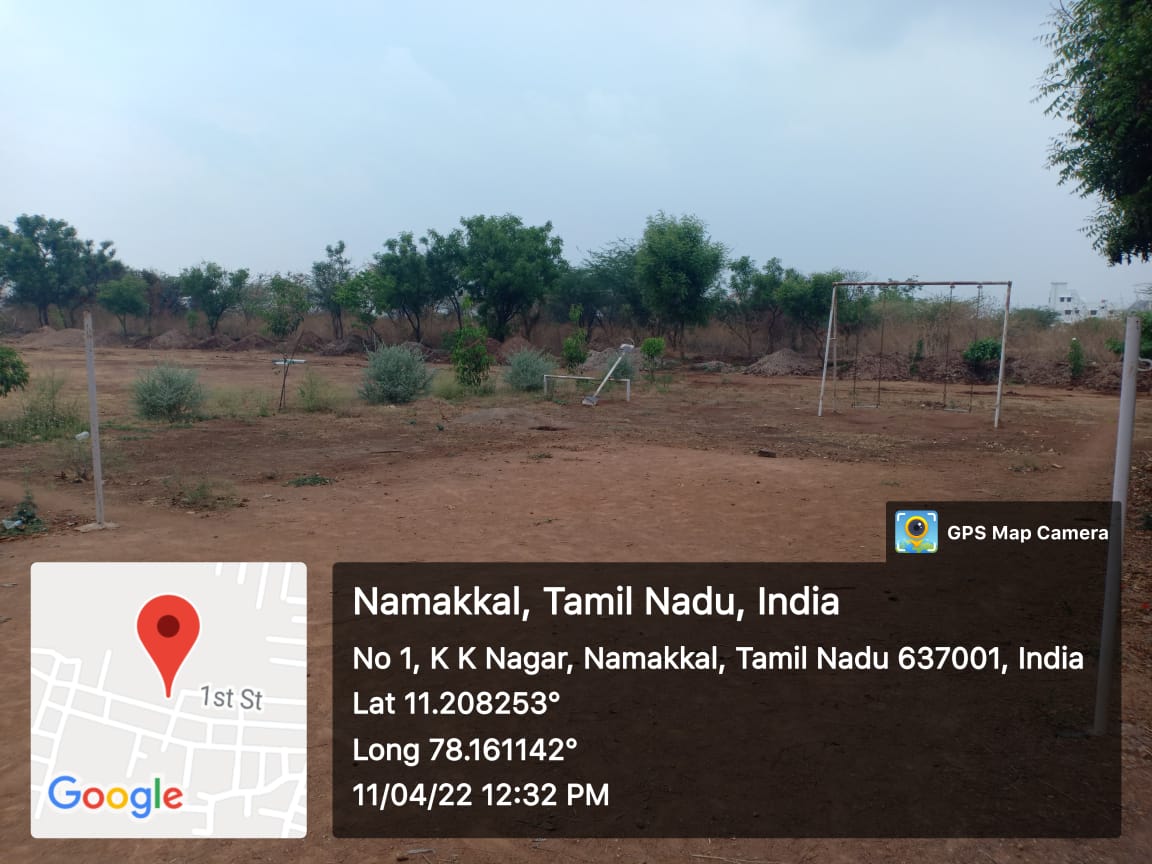 GPS Map Camera
Namakkal, Tamil Nadu, India
No 1, K K Nagar, Namakkal, Tamil Nadu 637001, India
Lat 11.208253°
Long 78.161142°
11/04/22 12:32 PM
1st St
Google